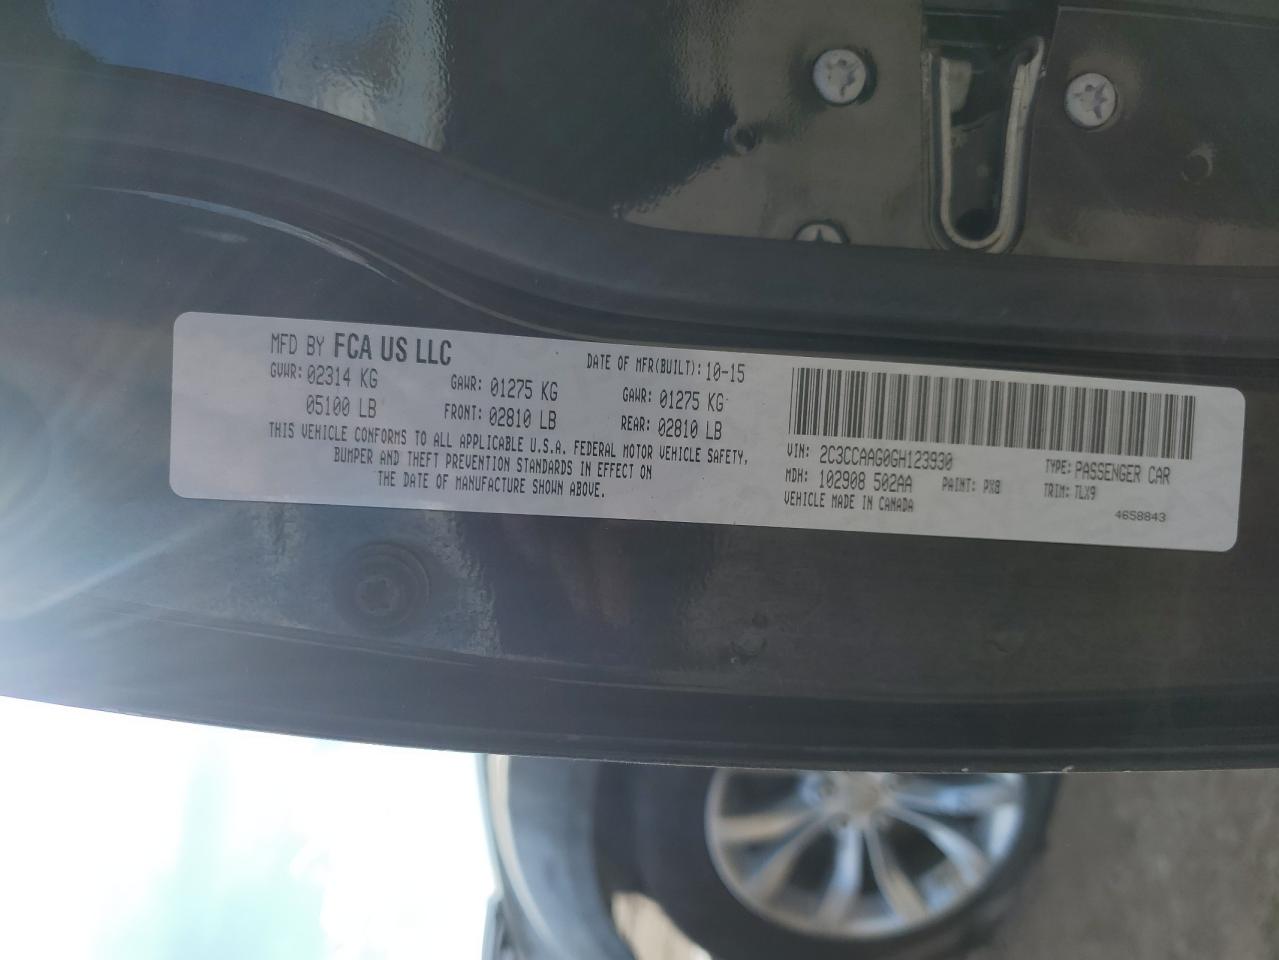 MFD BY FCA US LLC DATE OF MFR(BUILT): 10-15
GVWR: 02314 KG GAWR: 01275 KG GAWR: 01275 KG
05100 LB FRONT: 02810 LB REAR: 02810 LB
THIS VEHICLE CONFORMS TO ALL APPLICABLE U.S.A. FEDERAL MOTOR VEHICLE SAFETY,
BUMPER AND THEFT PREVENTION STANDARDS IN EFFECT ON
THE DATE OF MANUFACTURE SHOWN ABOVE.
VIN: 2C3CCAAG0GH123930 TYPE: PASSENGER CAR
MDH: 102908 502AA PAINT: PX8 TRIM: TLX9
VEHICLE MADE IN CANADA 4658843